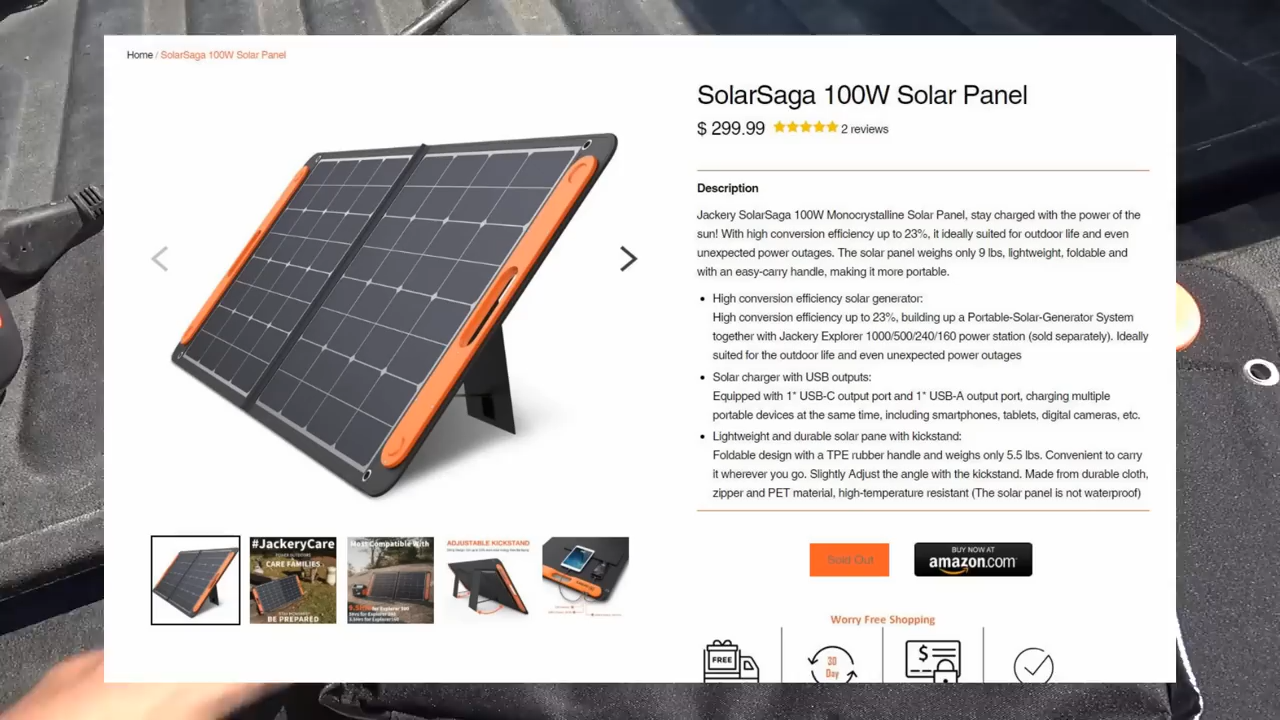 Home / SolarSaga 100W Solar Panel
SolarSaga 100W Solar Panel
$ 299.99
2 reviews
Description
Jackery SolarSaga 100W Monocrystalline Solar Panel, stay charged with the power of the
sun! With high conversion efficiency up to 23%, it ideally suited for outdoor life and even
unexpected power outages. The solar panel weighs only 9 lbs, lightweight, foldable and
with an easy-carry handle, making it more portable.
• High conversion efficiency solar generator:
High conversion efficiency up to 23%, building up a Portable-Solar-Generator System
together with Jackery Explorer 1000/500/240/160 power station (sold separately). Ideally
suited for the outdoor life and even unexpected power outages
• Solar charger with USB outputs:
Equipped with 1" USB-C output port and 1" USB-A output port, charging multiple
portable devices at the same time, including smartphones, tablets, digital cameras, etc.
• Lightweight and durable solar pane with kickstand:
Foldable design with a TPE rubber handle and weighs only 5.5 lbs. Convenient to carry
it wherever you go. Slightly Adjust the angle with the kickstand. Made from durable cloth,
zipper and PET material, high-temperature resistant (The solar panel is not waterproof)
#JackeryCare
CARE FAMILIES
BE PREPARED
Most Compatible With
ADJUSTABLE KICKSTAND
Sold Out
BUY NOW AT
amazon.com
Worry Free Shopping
FREE
30
Day
$